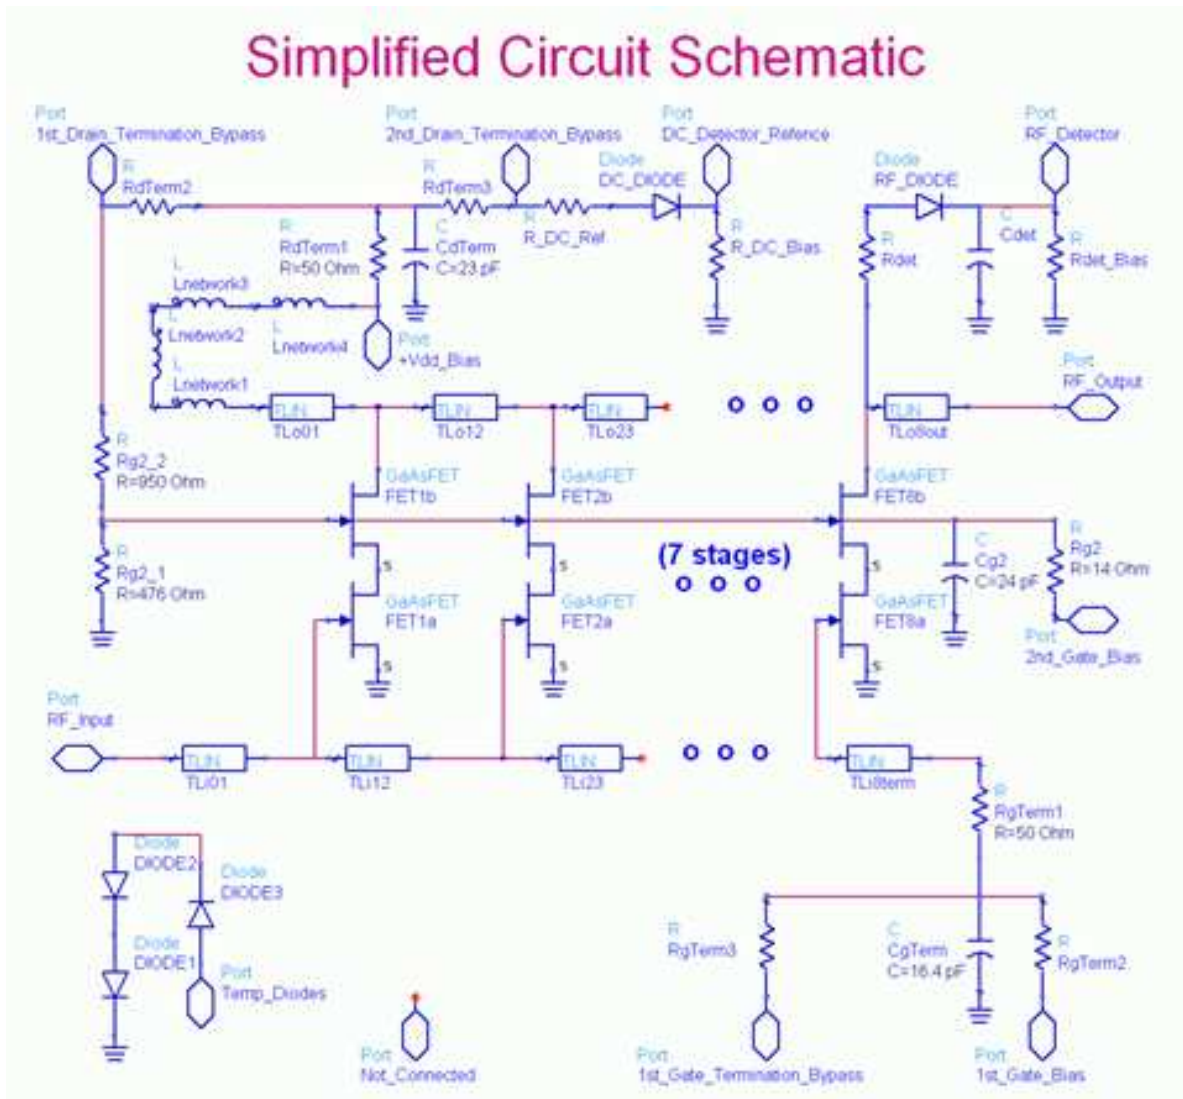 Simplified Circuit Schematic
Port
1st_Drain_Termination_Bypass
Port
2nd_Drain_Termination_Bypass
Port
DC_Detector_Refence
Port
RF_Detector
R
RdTerm2
R
RdTerm3
Diode
DC_DIODE
Diode
RF_DIODE
R
RdTerm1
R=50 Ohm
C
CdTerm
C=23 pF
R
R_DC_Ref
R
R_DC_Bias
R
Rdet
C
Cdet
R
Rdet_Bias
L
Lnetwork3
L
Lnetwork2
L
Lnetwork4
Port
+Vdd_Bias
L
Lnetwork1
Port
RF_Output
TLIN
TLo01
TLIN
TLo12
TLIN
TLo23
o o o
TLIN
TLo8out
R
Rg2_2
R=950 Ohm
GaAsFET
FET1b
GaAsFET
FET2b
GaAsFET
FET8b
R
Rg2_1
R=476 Ohm
S
S
(7 stages)
o o o
S
C
Cg2
C=24 pF
R
Rg2
R=14 Ohm
GaAsFET
FET1a
GaAsFET
FET2a
GaAsFET
FET8a
Port
2nd_Gate_Bias
S
S
S
Port
RF_Input
TLIN
TLi01
TLIN
TLi12
TLIN
TLi23
o o o
TLIN
TLi8term
R
RgTerm1
R=50 Ohm
Diode
DIODE2
Diode
DIODE3
Diode
DIODE1
Port
Temp_Diodes
R
RgTerm3
C
CgTerm
C=16.4 pF
R
RgTerm2
Port
Not_Connected
Port
1st_Gate_Termination_Bypass
Port
1st_Gate_Bias